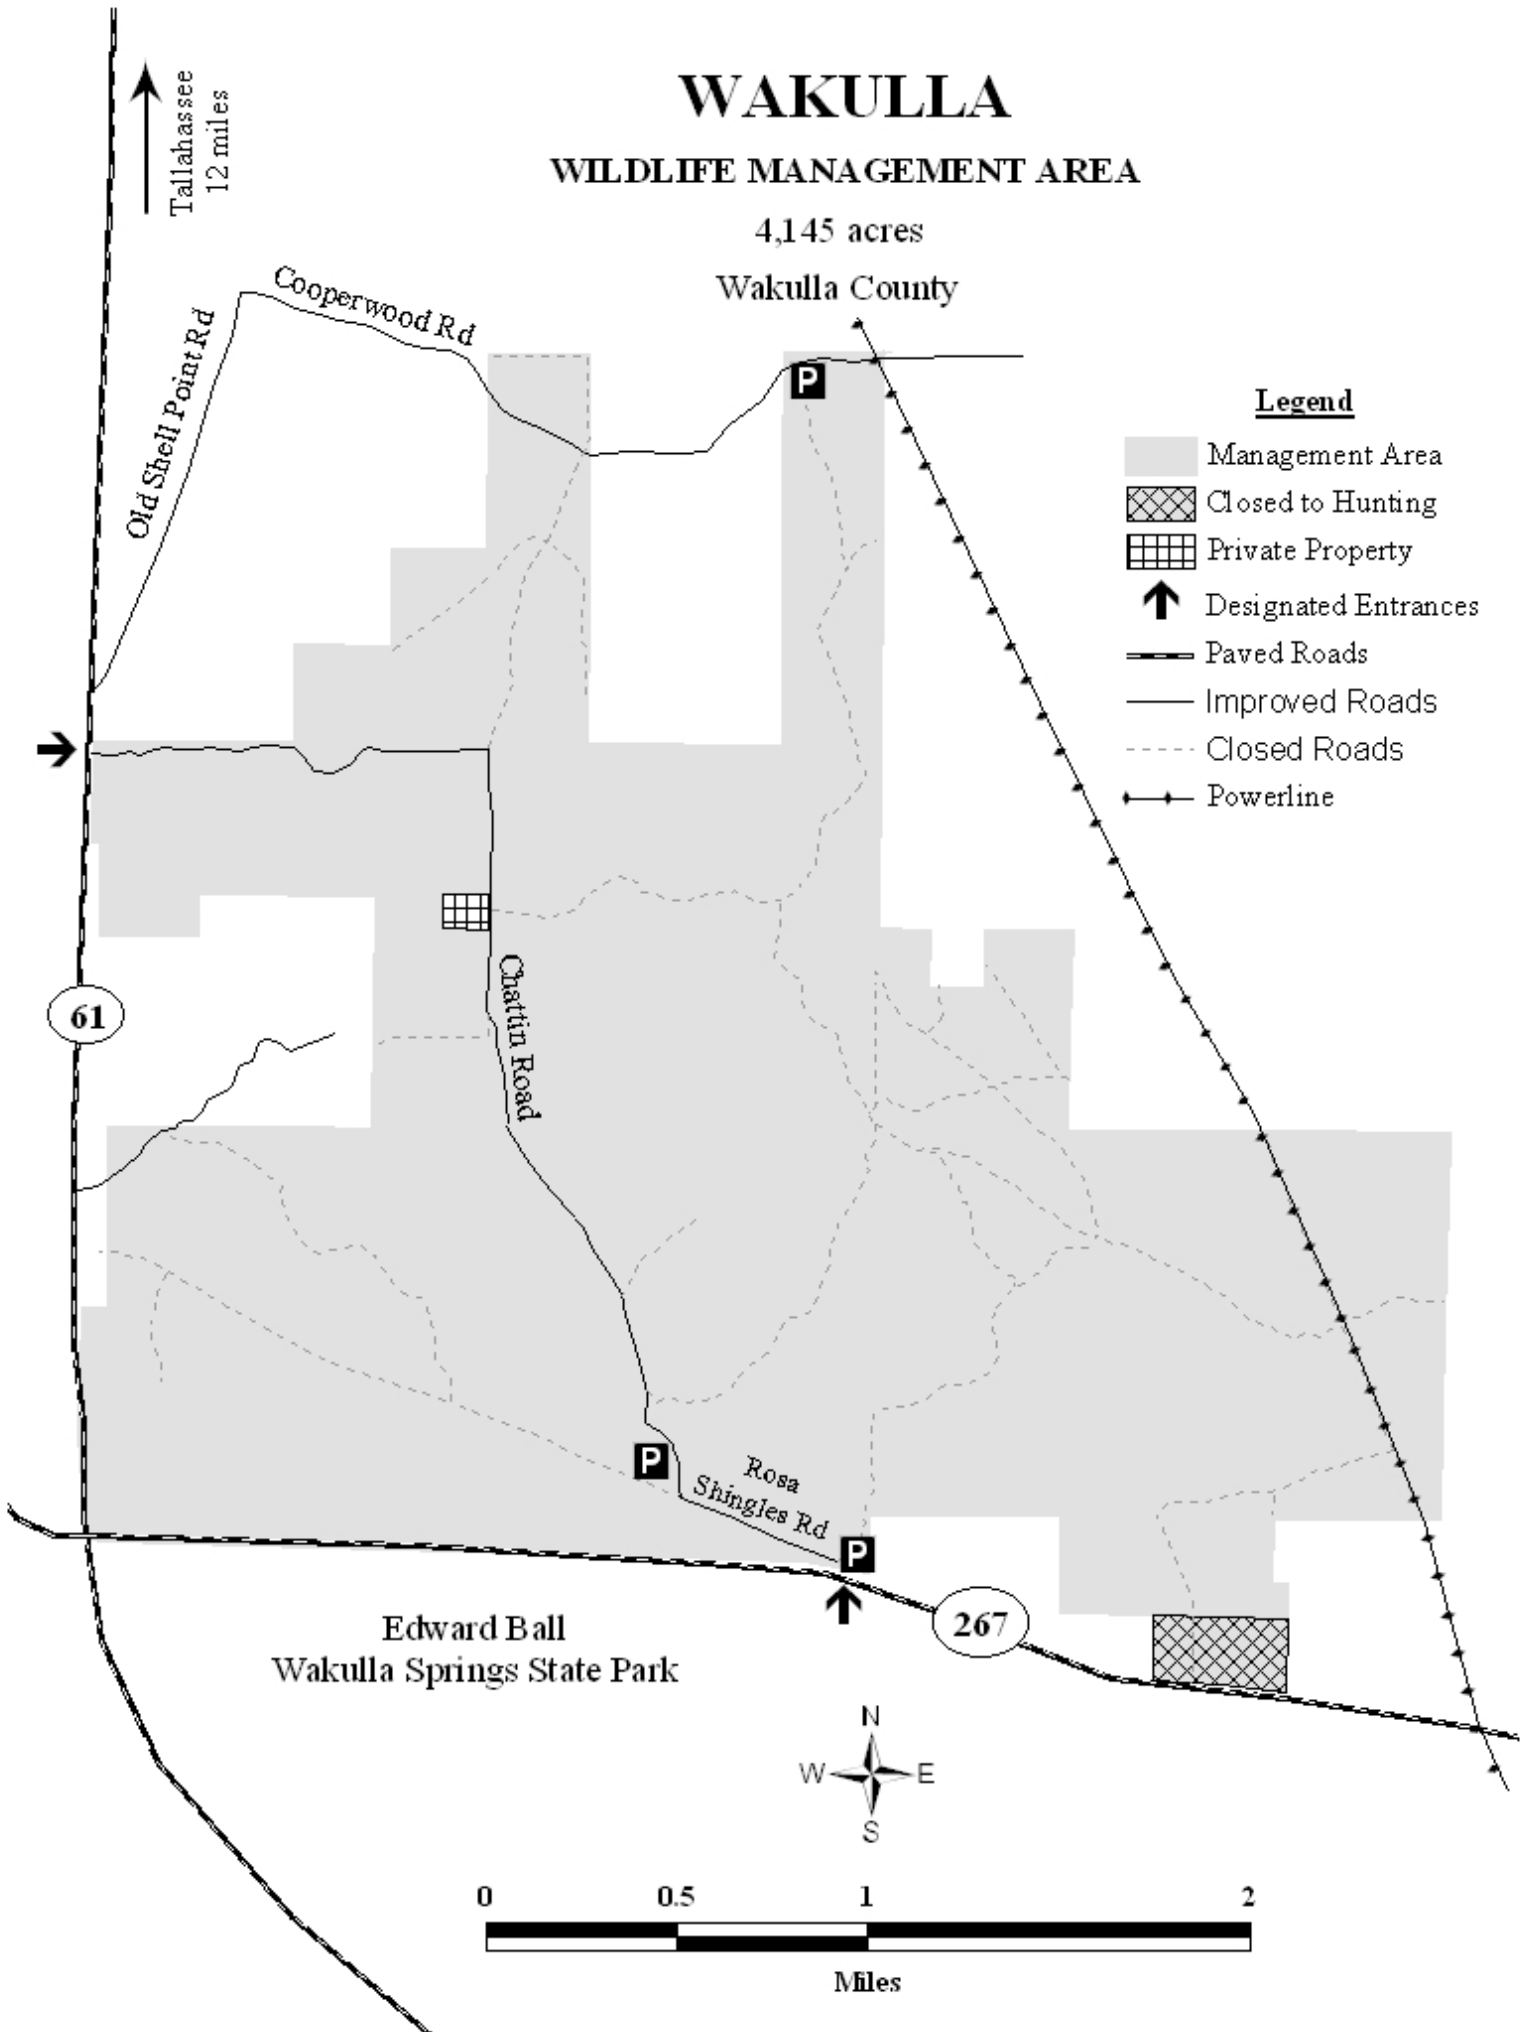 WAKULLA
WILDLIFE MANAGEMENT AREA
4,145 acres
Wakulla County
Tallahassee
12 miles
Cooperwood Rd
Old Shell Point Rd
P
Legend
Management Area
Closed to Hunting
Private Property
Designated Entrances
Paved Roads
Improved Roads
Closed Roads
Powerline
61
Chattin Road
P
Rosa
Shingles Rd
P
267
Edward Ball
Wakulla Springs State Park
N
W E
S
0 0.5 1 2
Miles